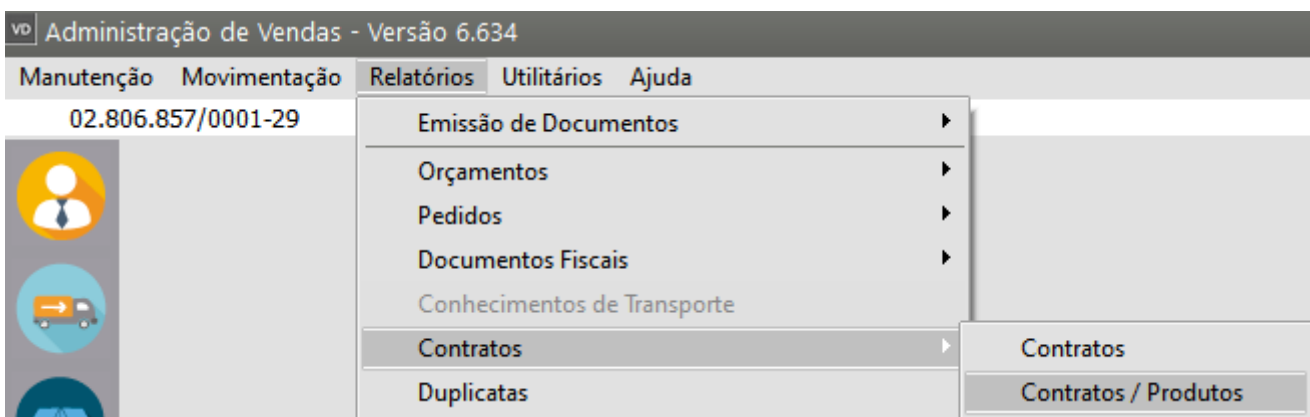 VD Administração de Vendas - Versão 6.634
Manutenção Movimentação Relatórios Utilitários Ajuda
02.806.857/0001-29
Emissão de Documentos
Orçamentos
Pedidos
Documentos Fiscais
Conhecimentos de Transporte
Contratos
Contratos
Duplicatas
Contratos / Produtos